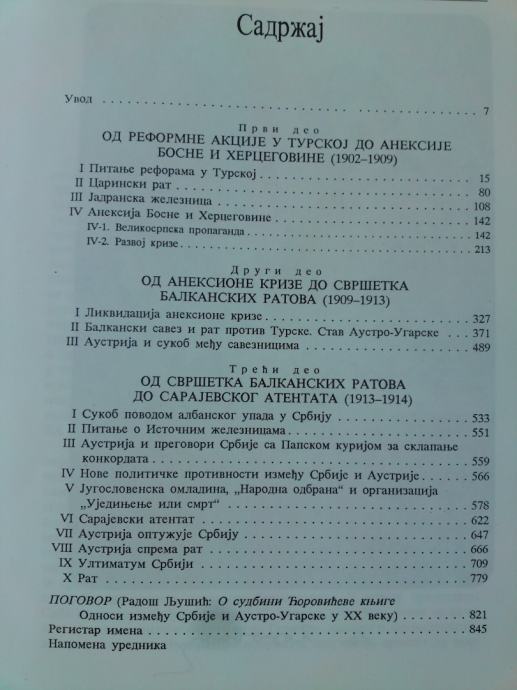 Садржај
Увод . . . . . . . . . . . . . . . . . . . . . . . . . . . . . . 7
Први део
ОД РЕФОРМНЕ АКЦИЈЕ У ТУРСКОЈ ДО АНЕКСИЈЕ
БОСНЕ И ХЕРЦЕГОВИНЕ (1902–1909)
I Питање реформа у Турској . . . . . . . . . . . . . . . . . . 15
II Царински рат . . . . . . . . . . . . . . . . . . . . . . . . 80
III Јадранска железница . . . . . . . . . . . . . . . . . . . . 108
IV Анексија Босне и Херцеговине . . . . . . . . . . . . . . . . 142
IV-1. Великосрпска пропаганда . . . . . . . . . . . . . . . . . 142
IV-2. Развој кризе . . . . . . . . . . . . . . . . . . . . . . 213
Други део
ОД АНЕКСИОНЕ КРИЗЕ ДО СВРШЕТКА
БАЛКАНСКИХ РАТОВА (1909–1913)
I Ликвидација анексионе кризе . . . . . . . . . . . . . . . . . 327
II Балкански савез и рат против Турске. Став Аустро-Угарске . . 371
III Аустрија и сукоб међу савезницима . . . . . . . . . . . . . 489
Трећи део
ОД СВРШЕТКА БАЛКАНСКИХ РАТОВА
ДО САРАЈЕВСКОГ АТЕНТАТА (1913–1914)
I Сукоб поводом албанског упада у Србију . . . . . . . . . . . 533
II Питање о Источним железницама . . . . . . . . . . . . . . . 551
III Аустрија и преговори Србије са Папском куријом за склапање
конкордата . . . . . . . . . . . . . . . . . . . . . . . . . . 559
IV Нове политичке противности између Србије и Аустрије . . . . 566
V Југословенска омладина, „Народна одбрана“ и организација
„Уједињење или смрт“ . . . . . . . . . . . . . . . . . . . . . 578
VI Сарајевски атентат . . . . . . . . . . . . . . . . . . . . . 622
VII Аустрија оптужује Србију . . . . . . . . . . . . . . . . . 647
VIII Аустрија спрема рат . . . . . . . . . . . . . . . . . . . 666
IX Ултиматум Србији . . . . . . . . . . . . . . . . . . . . . . 709
X Рат . . . . . . . . . . . . . . . . . . . . . . . . . . . . . 779
ПОГОВОР (Радош Љушић: О судбини Ћоровићеве књиге
Односи између Србије и Аустро-Угарске у XX веку) . . . . . . . 821
Регистар имена . . . . . . . . . . . . . . . . . . . . . . . . 845
Напомена уредника